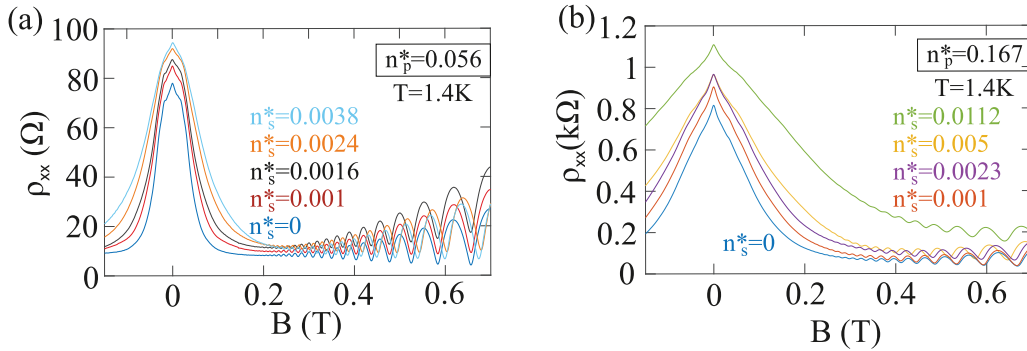 (a)
100
80
60
40
20
0
ρxx (Ω)
n*p=0.056
T=1.4K
n*s=0.0038
n*s=0.0024
n*s=0.0016
n*s=0.001
n*s=0
0 0.2 0.4 0.6
B (T)
(b)
1.2
1
0.8
0.6
0.4
0.2
0
ρxx(kΩ)
n*p=0.167
T=1.4K
n*s=0.0112
n*s=0.005
n*s=0.0023
n*s=0.001
n*s=0
0 0.2 0.4 0.6
B (T)